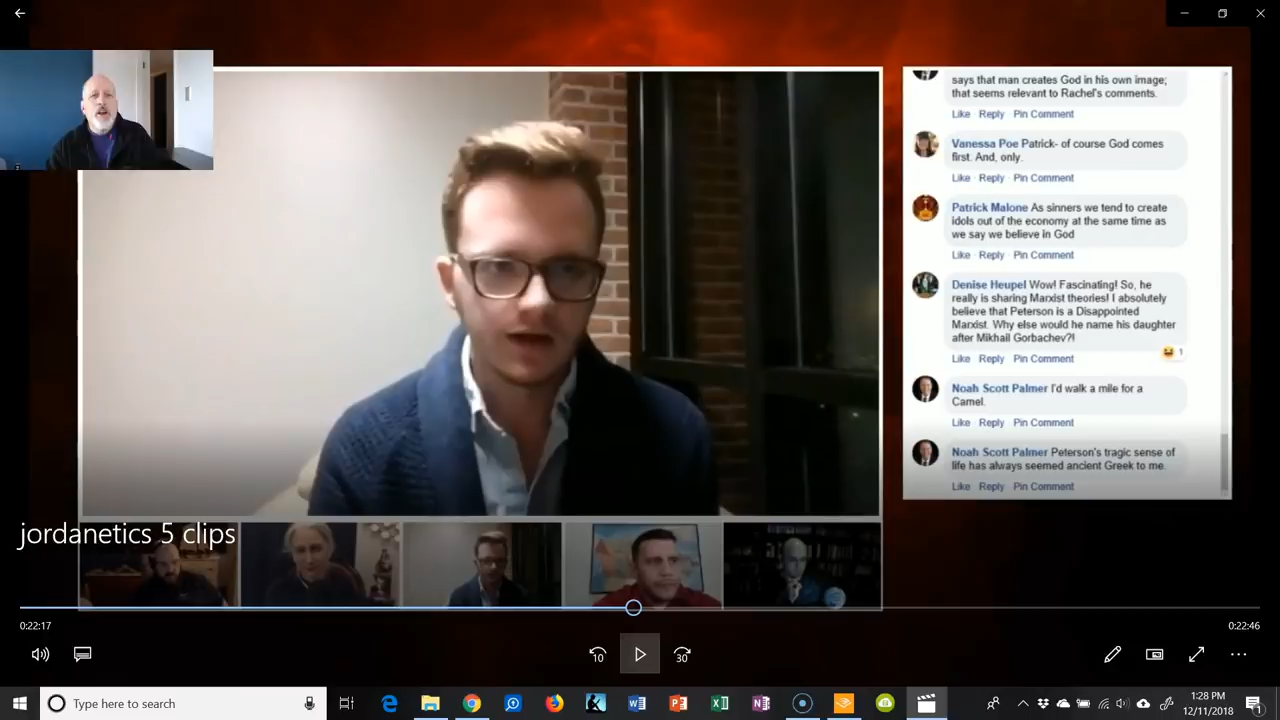 says that man creates God in his own image;
that seems relevant to Rachel's comments.
Like · Reply · Pin Comment
Vanessa Poe Patrick- of course God comes
first. And, only.
Like · Reply · Pin Comment
Patrick Malone As sinners we tend to create
idols out of the economy at the same time as
we say we believe in God
Like · Reply · Pin Comment
Denise Heupel Wow! Fascinating! So, he
really is sharing Marxist theories! I absolutely
believe that Peterson is a Disappointed
Marxist. Why else would he name his daughter
after Mikhail Gorbachev?!
1
Like · Reply · Pin Comment
Noah Scott Palmer I'd walk a mile for a
Camel.
Like · Reply · Pin Comment
Noah Scott Palmer Peterson's tragic sense of
life has always seemed ancient Greek to me.
Like · Reply · Pin Comment
jordanetics 5 clips
0:22:17
0:22:46
10
30
Type here to search
1:28 PM
12/11/2018
1